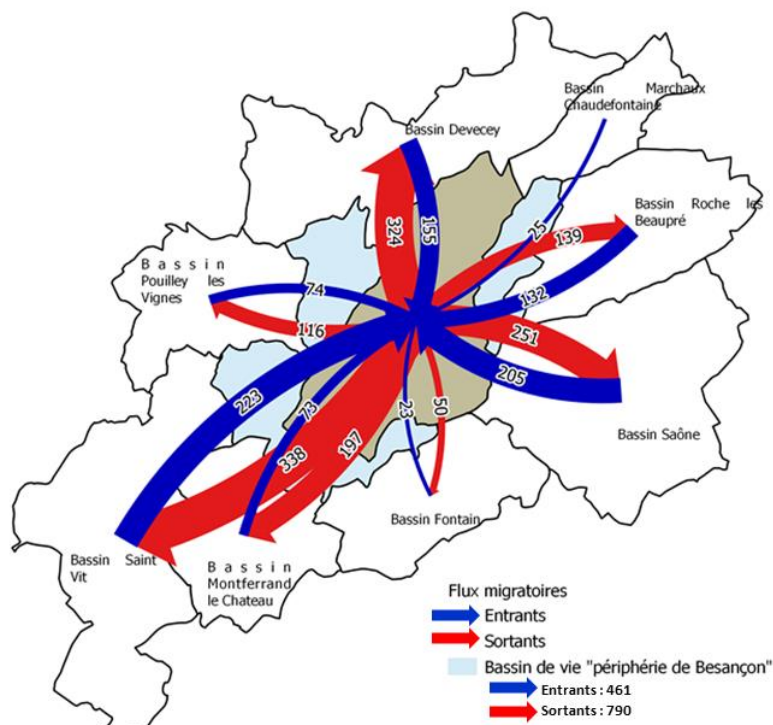 Bassin Marchaux
Chaudefontaine
Bassin Devecey
Bassin Roche les
Beaupré
324
155
25
139
Bassin
Pouilley les
Vignes
74
132
116
251
205
223
73
23
50
197
338
Bassin Saône
Bassin Fontain
Bassin Saint
Vit
Bassin
Montferrand
le Chateau
Flux migratoires
Entrants
Sortants
Bassin de vie "périphérie de Besançon"
Entrants : 461
Sortants : 790